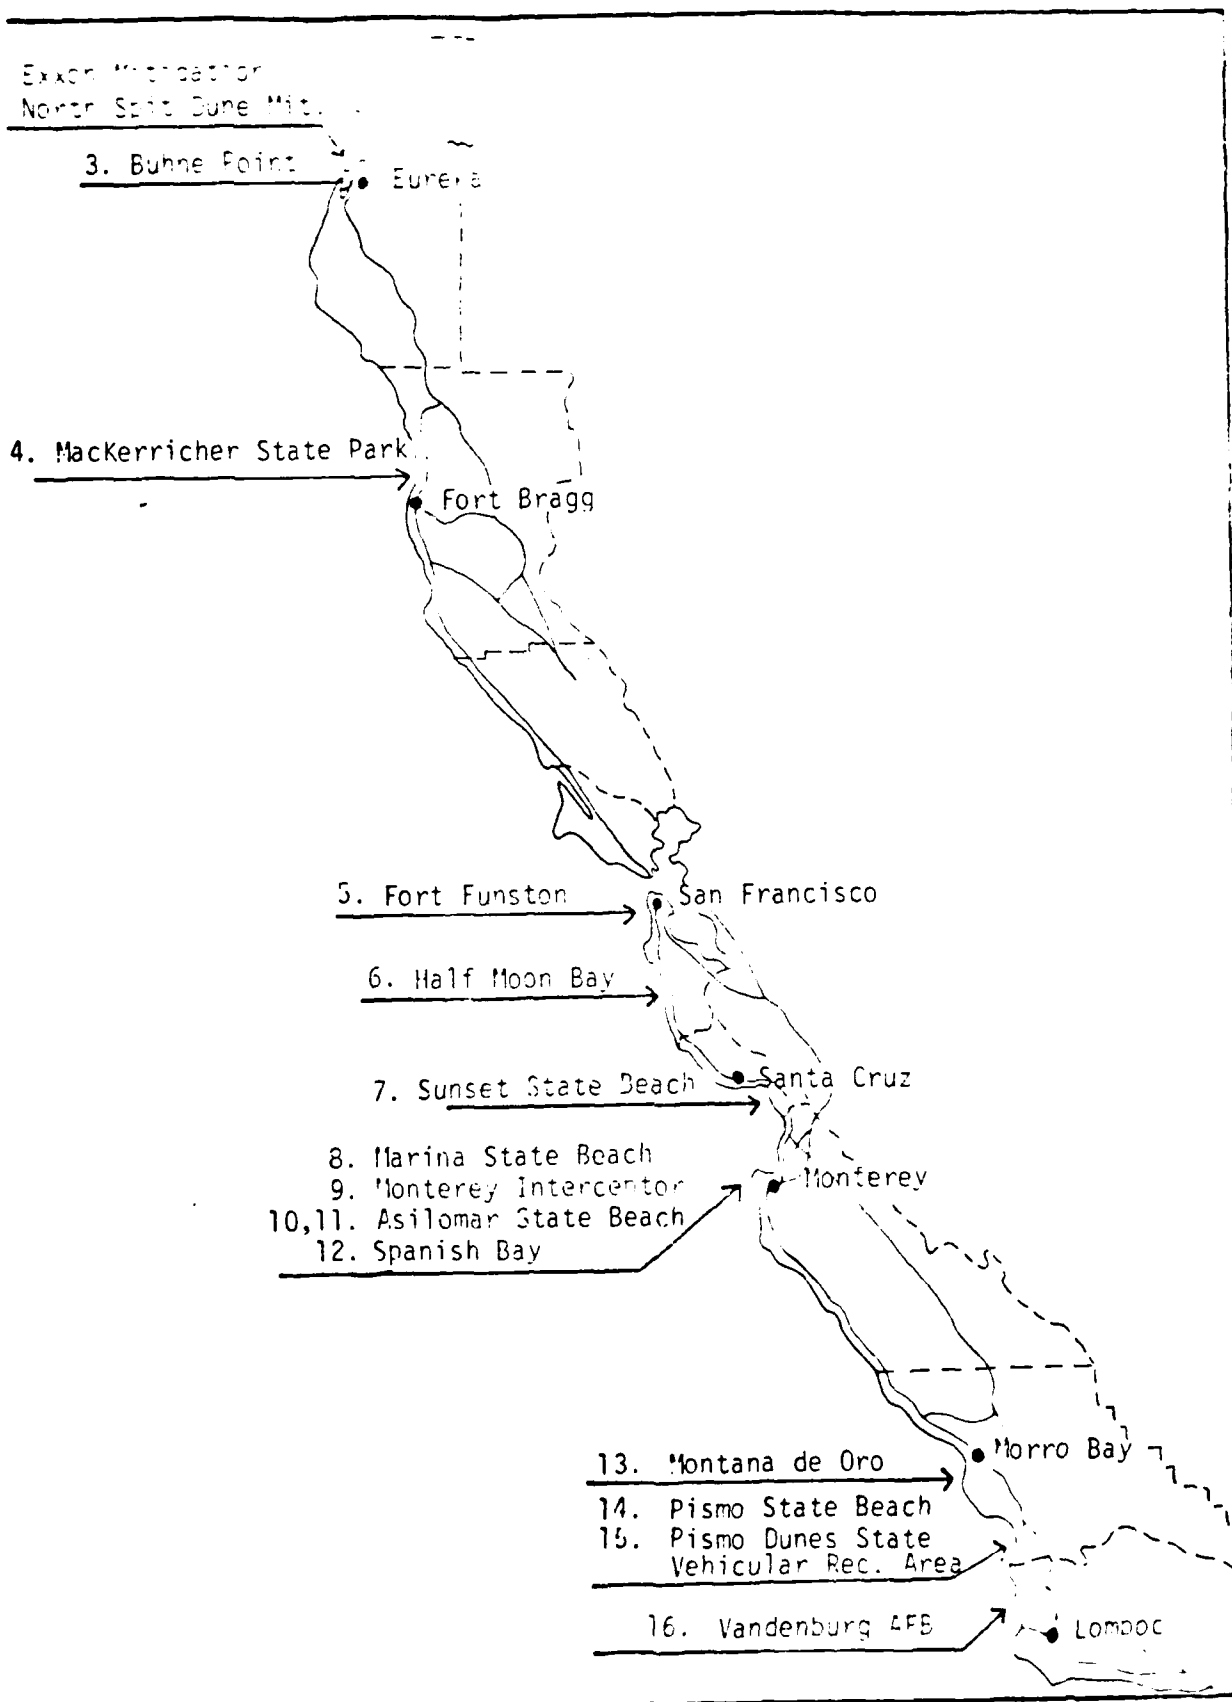 Exxon Mitigation
North Spit Dune Mit.
3. Buhne Point
Eureka
4. MacKerricher State Park
Fort Bragg
5. Fort Funston
San Francisco
6. Half Moon Bay
7. Sunset State Beach
Santa Cruz
8. Marina State Beach
9. Monterey Interceptor
10,11. Asilomar State Beach
12. Spanish Bay
Monterey
13. Montana de Oro
Morro Bay
14. Pismo State Beach
15. Pismo Dunes State
Vehicular Rec. Area
16. Vandenburg AFB
Lompoc